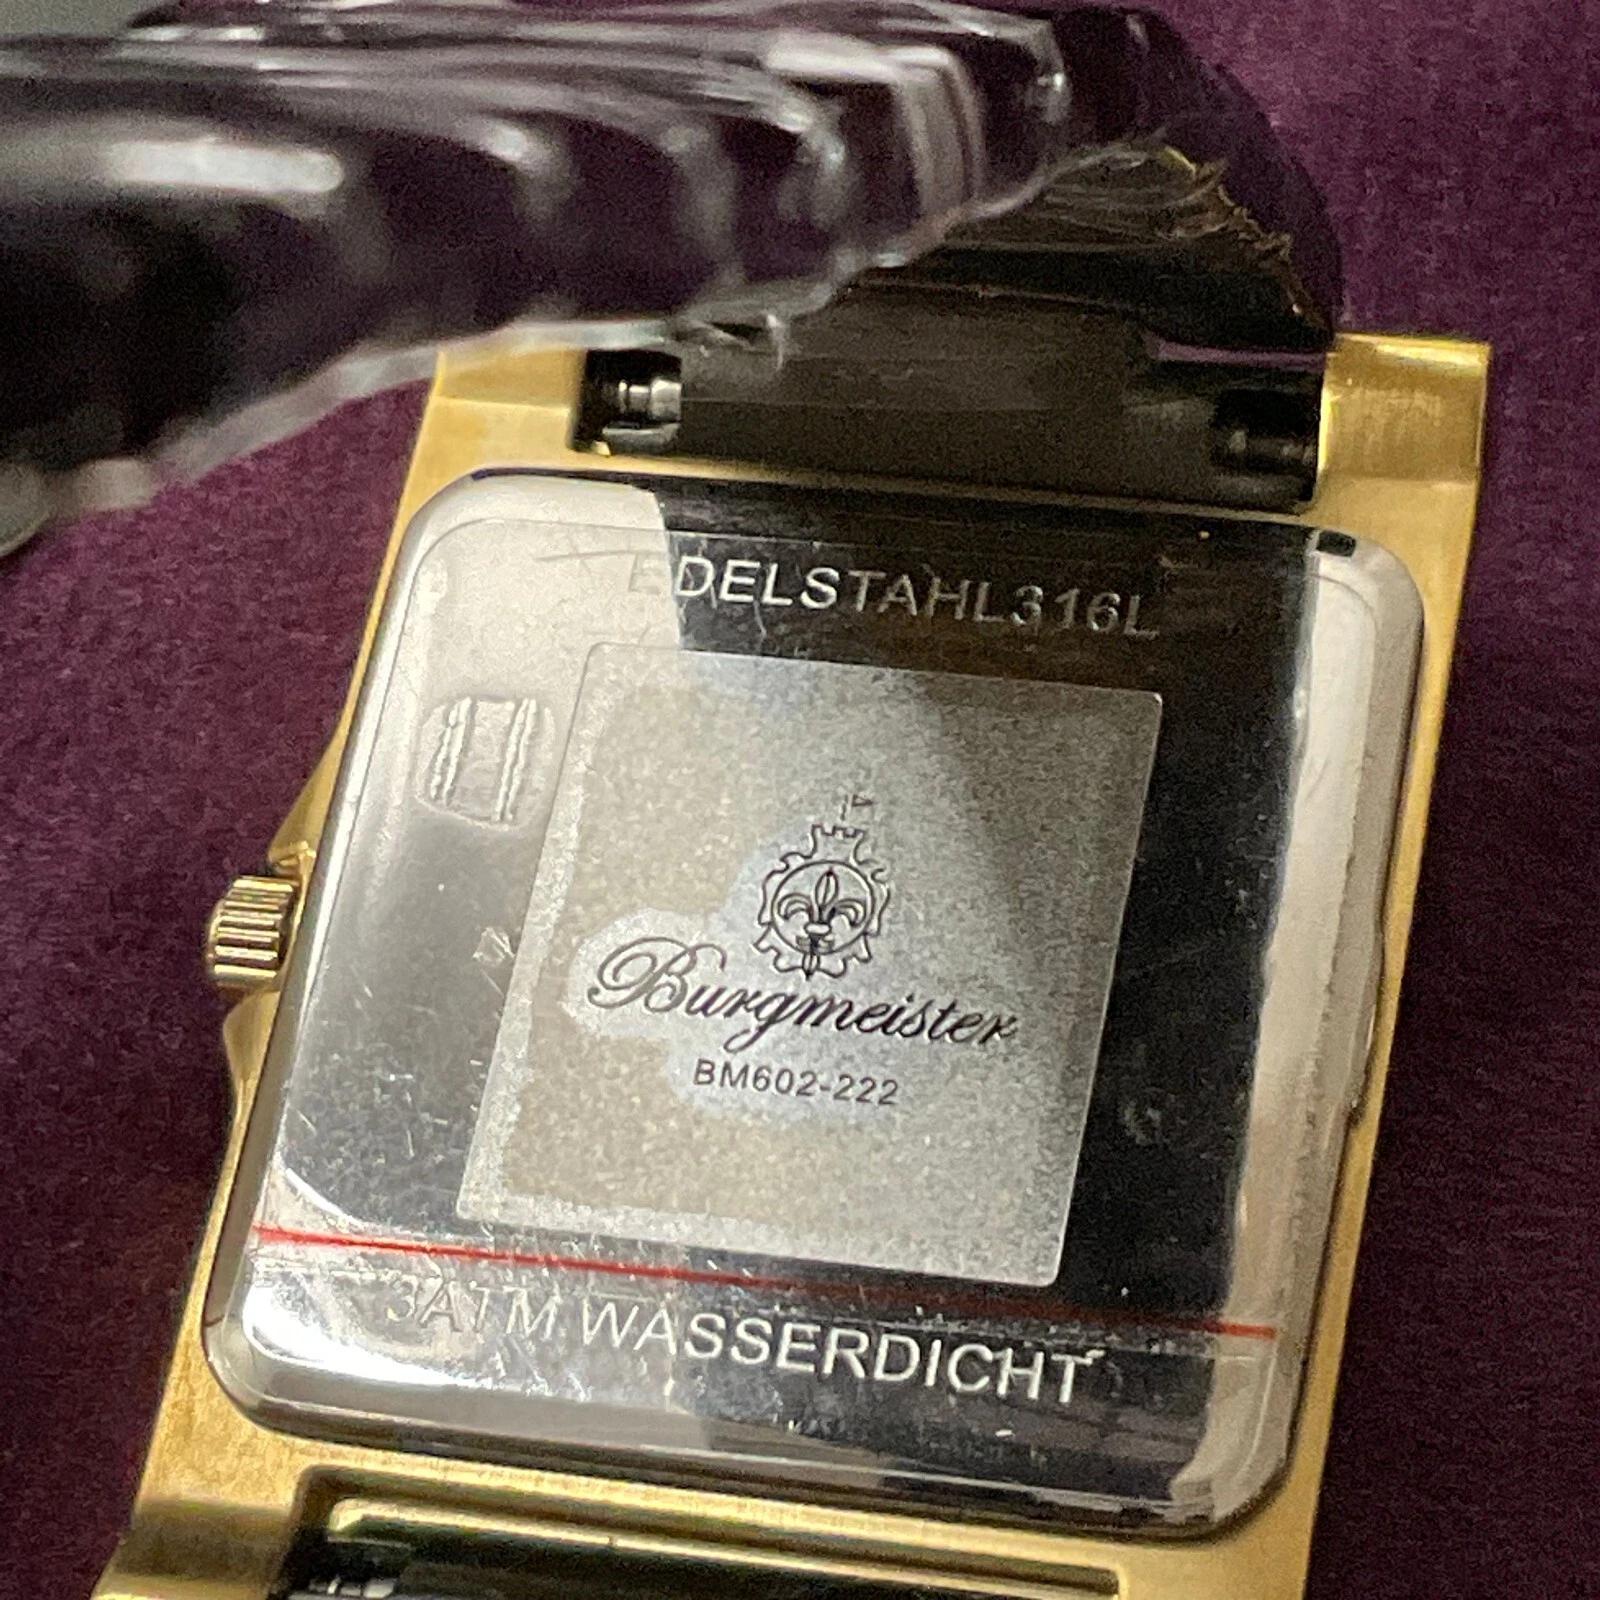 EDELSTAHL316L
Burgmeister
BM602-222
3ATM WASSERDICHT